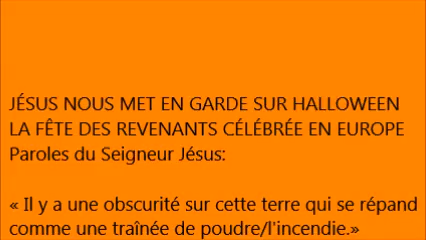 JÉSUS NOUS MET EN GARDE SUR HALLOWEEN
LA FÊTE DES REVENANTS CÉLÉBRÉE EN EUROPE
Paroles du Seigneur Jésus:
« Il y a une obscurité sur cette terre qui se répand
comme une traînée de poudre/l'incendie.»